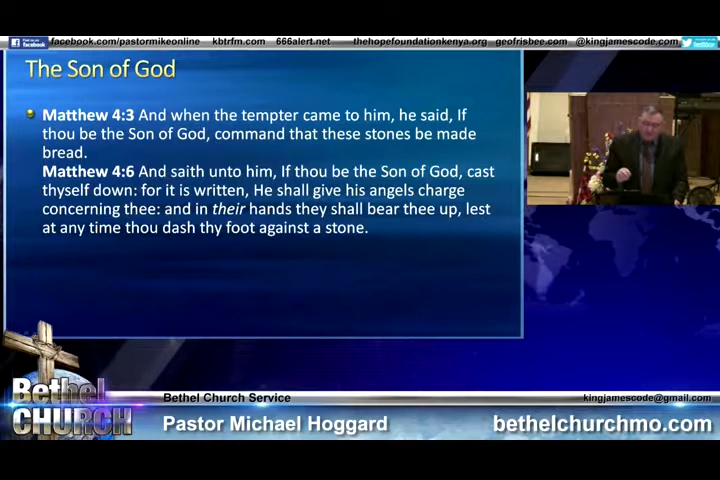 Find us on
facebook
facebook.com/pastormikeonline kbtrfm.com 666alert.net thehopefoundationkenya.org geofrisbee.com @kingjamescode.com
The Son of God
Matthew 4:3 And when the tempter came to him, he said, If
thou be the Son of God, command that these stones be made
bread.
Matthew 4:6 And saith unto him, If thou be the Son of God, cast
thyself down: for it is written, He shall give his angels charge
concerning thee: and in their hands they shall bear thee up, lest
at any time thou dash thy foot against a stone.
Bethel
CHURCH
Bethel Church Service
kingjamescode@gmail.com
Pastor Michael Hoggard
bethelchurchmo.com